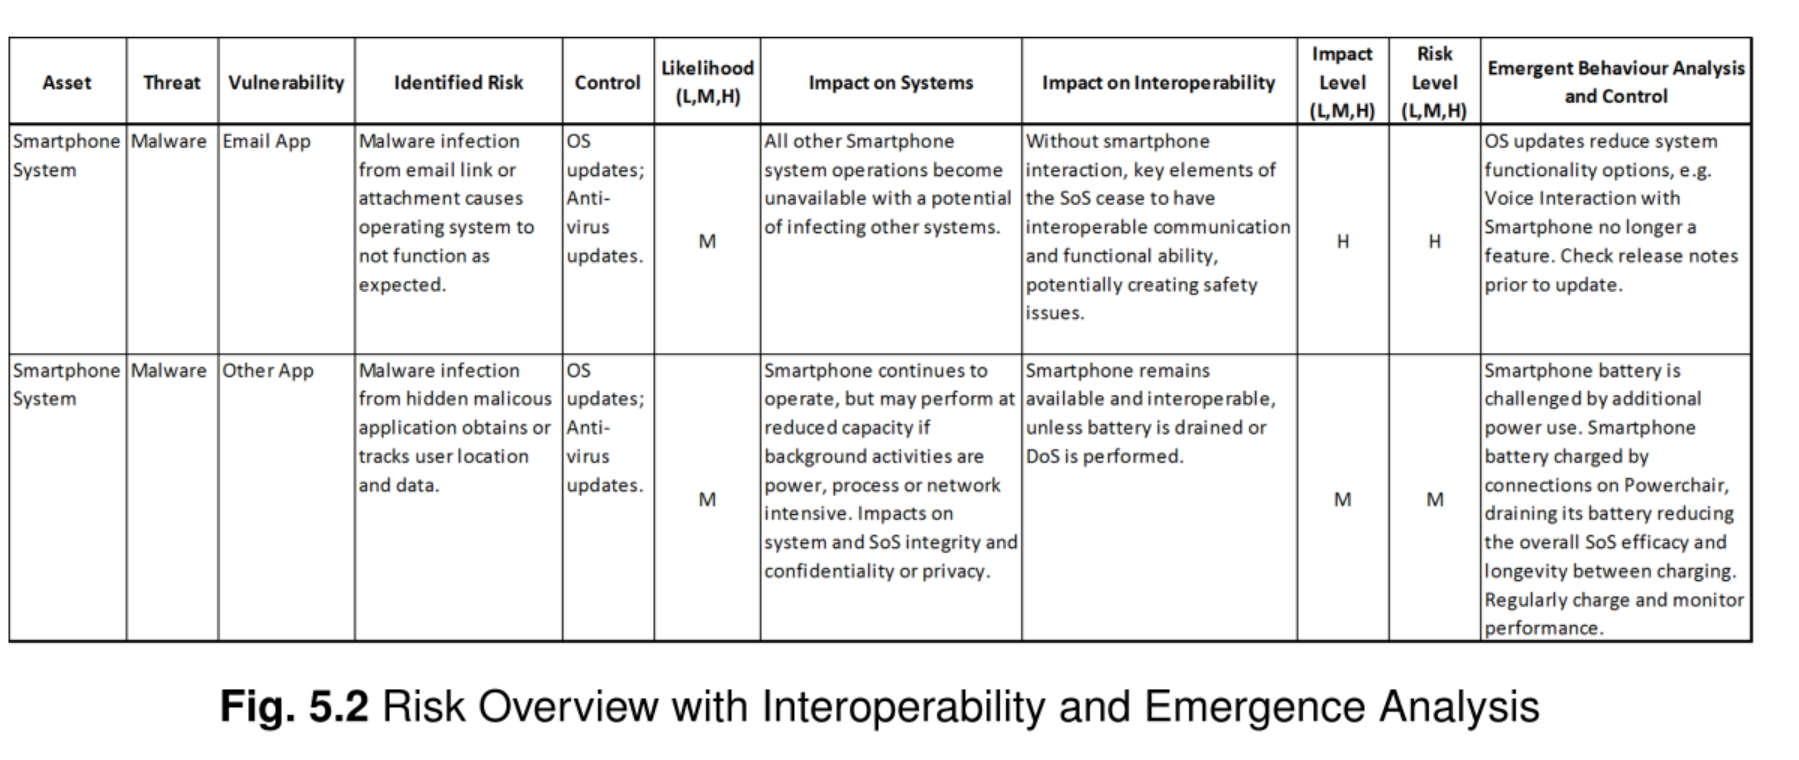 Asset
Threat
Vulnerability
Identified Risk
Control
Likelihood
(L,M,H)
Impact on Systems
Impact on Interoperability
Impact
Level
(L,M,H)
Risk
Level
(L,M,H)
Emergent Behaviour Analysis
and Control
Smartphone
System
Malware
Email App
Malware infection
from email link or
attachment causes
operating system to
not function as
expected.
OS
updates;
Anti-
virus
updates.
M
All other Smartphone
system operations become
unavailable with a potential
of infecting other systems.
Without smartphone
interaction, key elements of
the SoS cease to have
interoperable communication
and functional ability,
potentially creating safety
issues.
H
H
OS updates reduce system
functionality options, e.g.
Voice Interaction with
Smartphone no longer a
feature. Check release notes
prior to update.
Smartphone
System
Malware
Other App
Malware infection
from hidden malicous
application obtains or
tracks user location
and data.
OS
updates;
Anti-
virus
updates.
M
Smartphone continues to
operate, but may perform at
reduced capacity if
background activities are
power, process or network
intensive. Impacts on
system and SoS integrity and
confidentiality or privacy.
Smartphone remains
available and interoperable,
unless battery is drained or
DoS is performed.
M
M
Smartphone battery is
challenged by additional
power use. Smartphone
battery charged by
connections on Powerchair,
draining its battery reducing
the overall SoS efficacy and
longevity between charging.
Regularly charge and monitor
performance.
Fig. 5.2 Risk Overview with Interoperability and Emergence Analysis